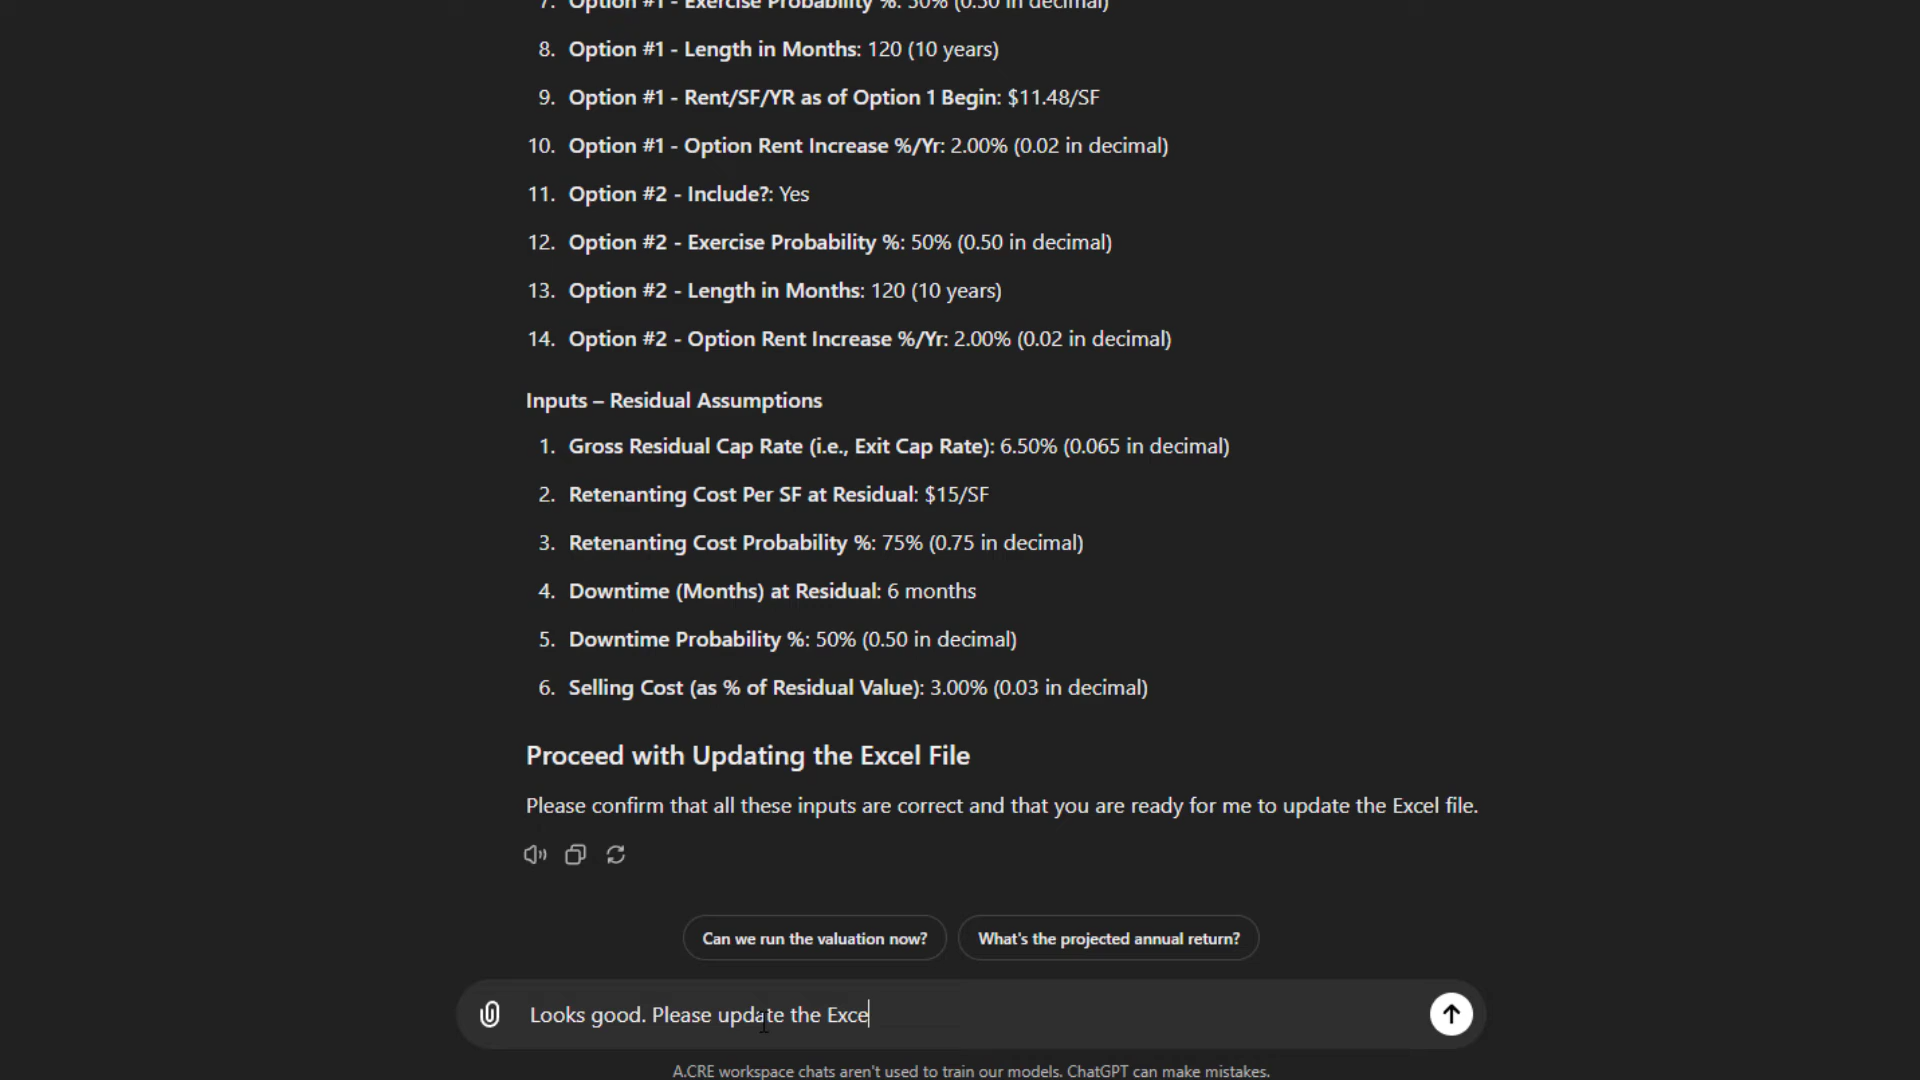 7. Option #1 - Exercise Probability %: 50% (0.50 in decimal)
8. Option #1 - Length in Months: 120 (10 years)
9. Option #1 - Rent/SF/YR as of Option 1 Begin: $11.48/SF
10. Option #1 - Option Rent Increase %/Yr: 2.00% (0.02 in decimal)
11. Option #2 - Include?: Yes
12. Option #2 - Exercise Probability %: 50% (0.50 in decimal)
13. Option #2 - Length in Months: 120 (10 years)
14. Option #2 - Option Rent Increase %/Yr: 2.00% (0.02 in decimal)
Inputs – Residual Assumptions
1. Gross Residual Cap Rate (i.e., Exit Cap Rate): 6.50% (0.065 in decimal)
2. Retenanting Cost Per SF at Residual: $15/SF
3. Retenanting Cost Probability %: 75% (0.75 in decimal)
4. Downtime (Months) at Residual: 6 months
5. Downtime Probability %: 50% (0.50 in decimal)
6. Selling Cost (as % of Residual Value): 3.00% (0.03 in decimal)
Proceed with Updating the Excel File
Please confirm that all these inputs are correct and that you are ready for me to update the Excel file.
Can we run the valuation now? What's the projected annual return?
Looks good. Please update the Exce
A.CRE workspace chats aren't used to train our models. ChatGPT can make mistakes.